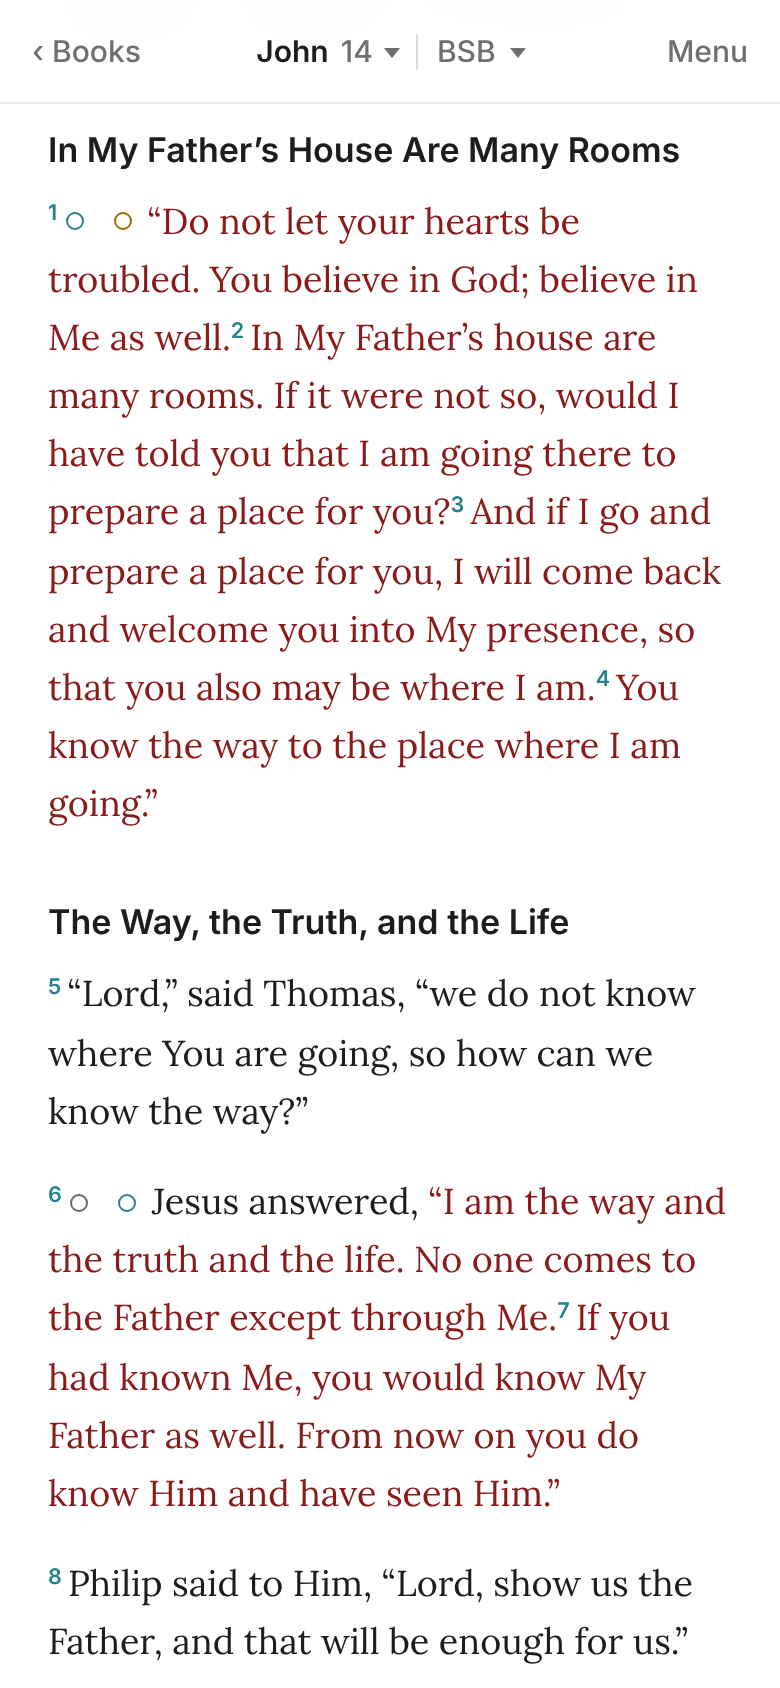 ‹ Books John 14 BSB Menu
In My Father’s House Are Many Rooms
1 “Do not let your hearts be
troubled. You believe in God; believe in
Me as well.2 In My Father’s house are
many rooms. If it were not so, would I
have told you that I am going there to
prepare a place for you?3 And if I go and
prepare a place for you, I will come back
and welcome you into My presence, so
that you also may be where I am.4 You
know the way to the place where I am
going.”
The Way, the Truth, and the Life
5 “Lord,” said Thomas, “we do not know
where You are going, so how can we
know the way?”
6 Jesus answered, “I am the way and
the truth and the life. No one comes to
the Father except through Me.7 If you
had known Me, you would know My
Father as well. From now on you do
know Him and have seen Him.”
8 Philip said to Him, “Lord, show us the
Father, and that will be enough for us.”